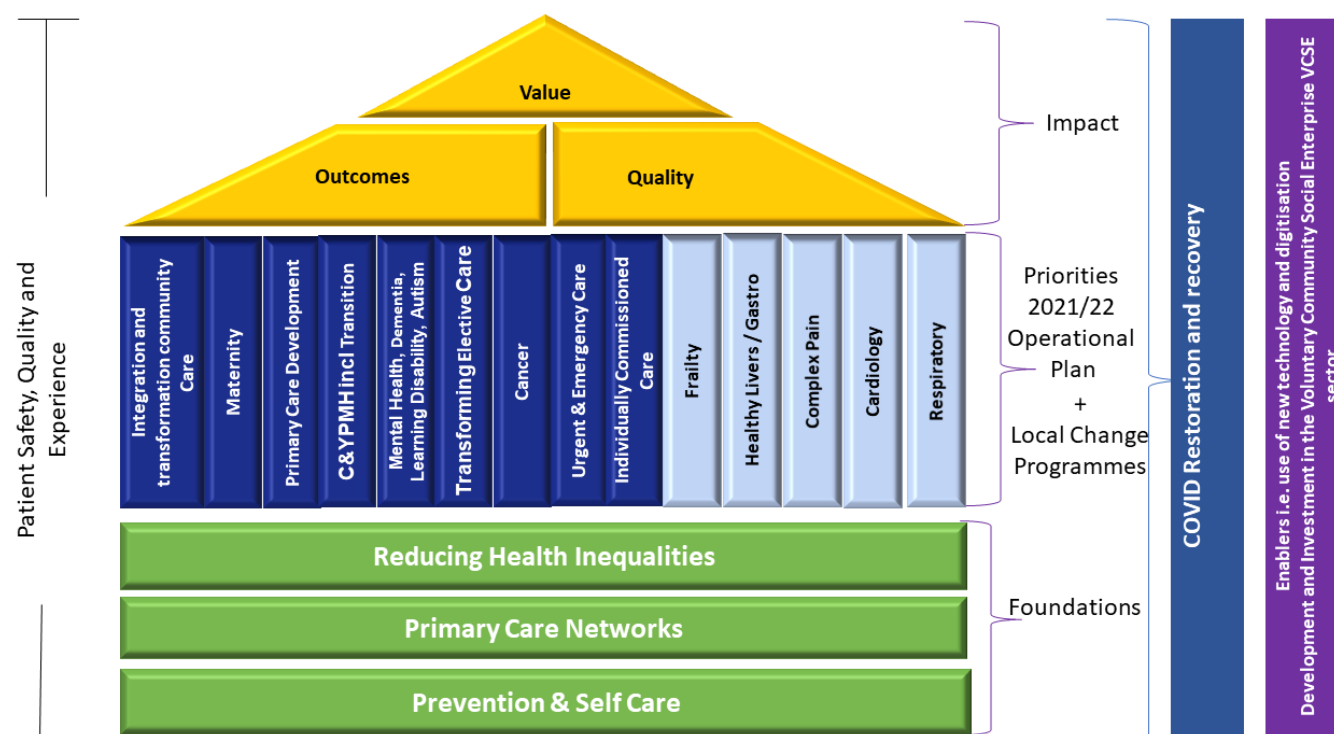 Patient Safety, Quality and
Experience
Value
Outcomes
Quality
Integration and
transformation community
Care
Maternity
Primary Care Development
C&YPMH incl Transition
Mental Health, Dementia,
Learning Disability, Autism
Transforming Elective Care
Cancer
Urgent & Emergency Care
Individually Commissioned
Care
Frailty
Healthy Livers / Gastro
Complex Pain
Cardiology
Respiratory
Reducing Health Inequalities
Primary Care Networks
Prevention & Self Care
Impact
Priorities
2021/22
Operational
Plan
+
Local Change
Programmes
Foundations
COVID Restoration and recovery
Enablers i.e. use of new technology and digitisation
Development and Investment in the Voluntary Community Social Enterprise VCSE
sector